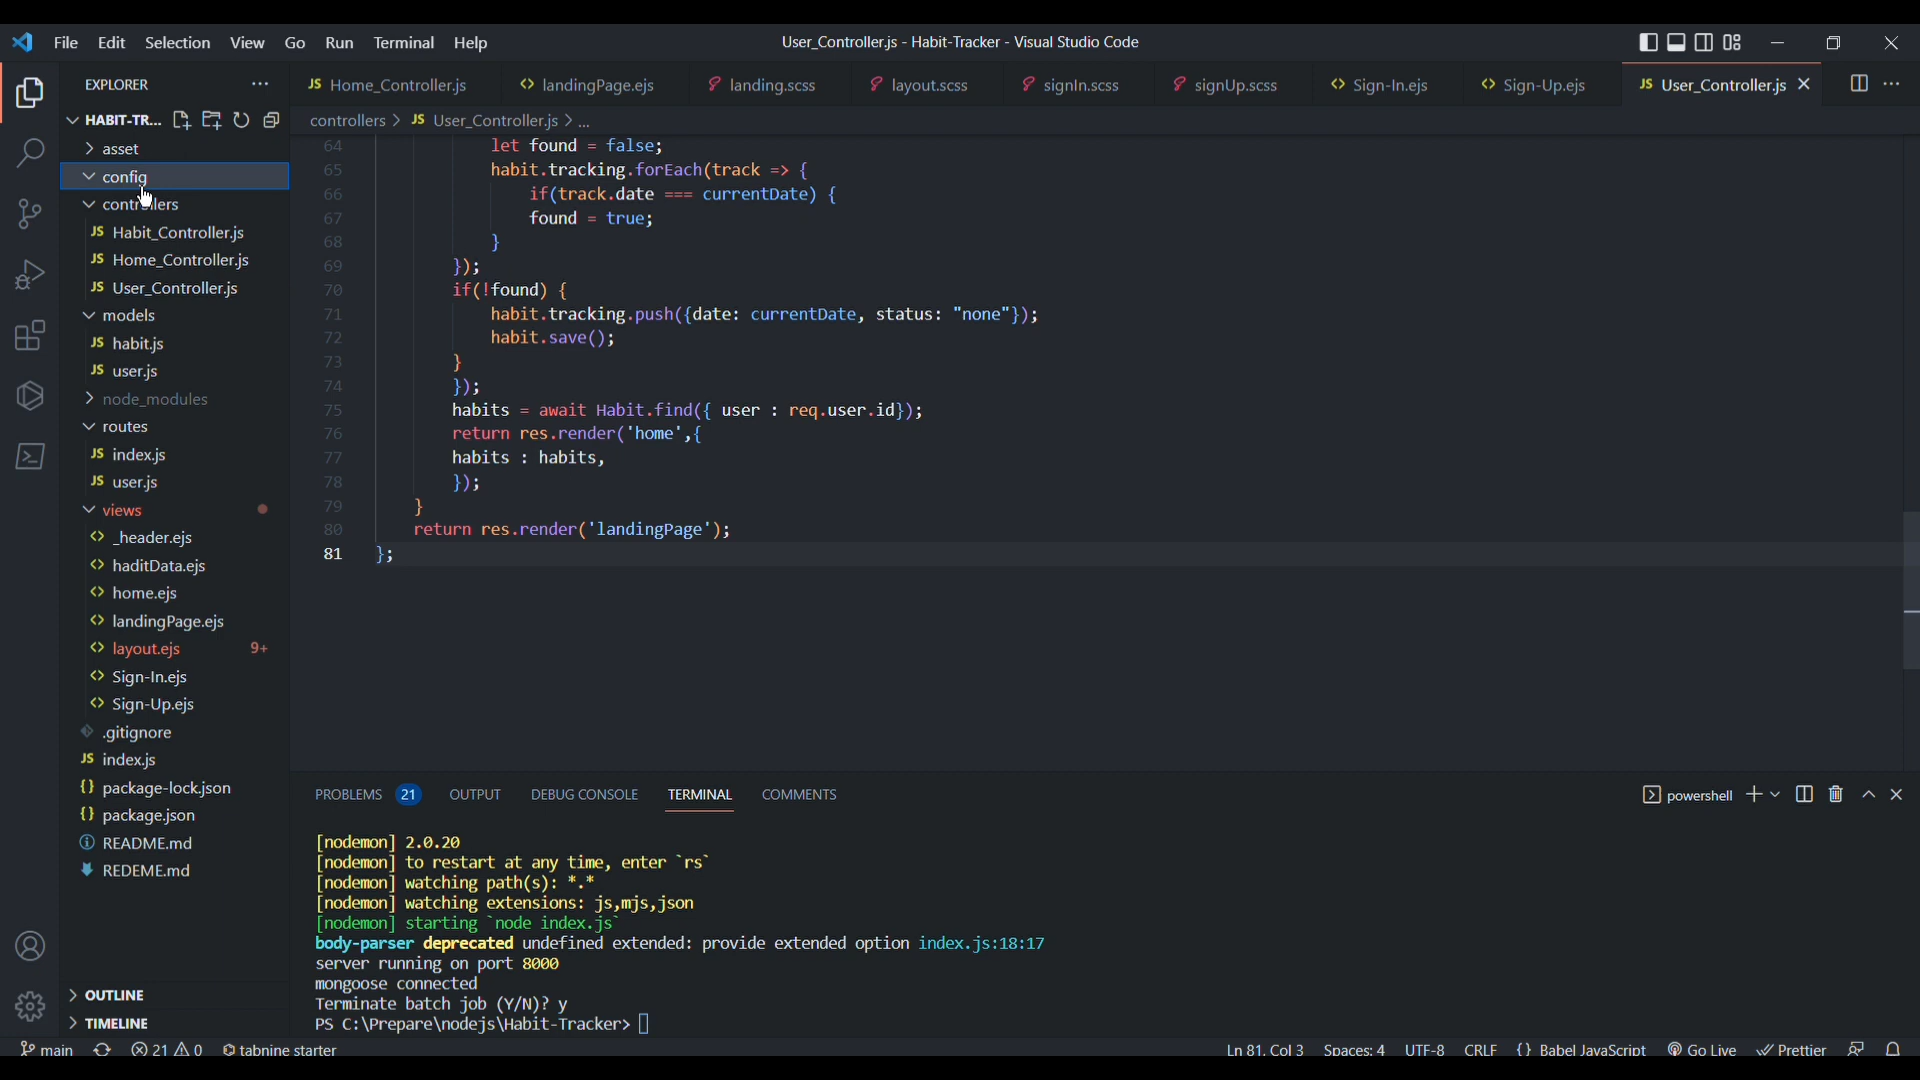 File Edit Selection View Go Run Terminal Help
User_Controller.js - Habit-Tracker - Visual Studio Code
EXPLORER
HABIT-TR...
asset
config
controllers
JS Habit_Controller.js
JS Home_Controller.js
JS User_Controller.js
models
JS habit.js
JS user.js
node_modules
routes
JS index.js
JS user.js
views
_header.ejs
haditData.ejs
home.ejs
landingPage.ejs
layout.ejs 9+
Sign-In.ejs
Sign-Up.ejs
.gitignore
JS index.js
{} package-lock.json
{} package.json
README.md
REDEME.md
OUTLINE
TIMELINE
JS Home_Controller.js <> landingPage.ejs landing.scss layout.scss signIn.scss signUp.scss <> Sign-In.ejs <> Sign-Up.ejs JS User_Controller.js
controllers > JS User_Controller.js > ...
64 let found = false;
65 habit.tracking.forEach(track => {
66 if(track.date === currentDate) {
67 found = true;
68 }
69 });
70 if(!found) {
71 habit.tracking.push({date: currentDate, status: "none"});
72 habit.save();
73 }
74 });
75 habits = await Habit.find({ user : req.user.id});
76 return res.render('home',{
77 habits : habits,
78 });
79 }
80 return res.render('landingPage');
81 };
PROBLEMS 21 OUTPUT DEBUG CONSOLE TERMINAL COMMENTS
powershell
[nodemon] 2.0.20
[nodemon] to restart at any time, enter `rs`
[nodemon] watching path(s): *.*
[nodemon] watching extensions: js,mjs,json
[nodemon] starting `node index.js`
body-parser deprecated undefined extended: provide extended option index.js:18:17
server running on port 8000
mongoose connected
Terminate batch job (Y/N)? y
PS C:\Prepare\nodejs\Habit-Tracker>
main 21 0 tabnine starter
Ln 81, Col 3 Spaces: 4 UTF-8 CRLF {} Babel JavaScript Go Live Prettier